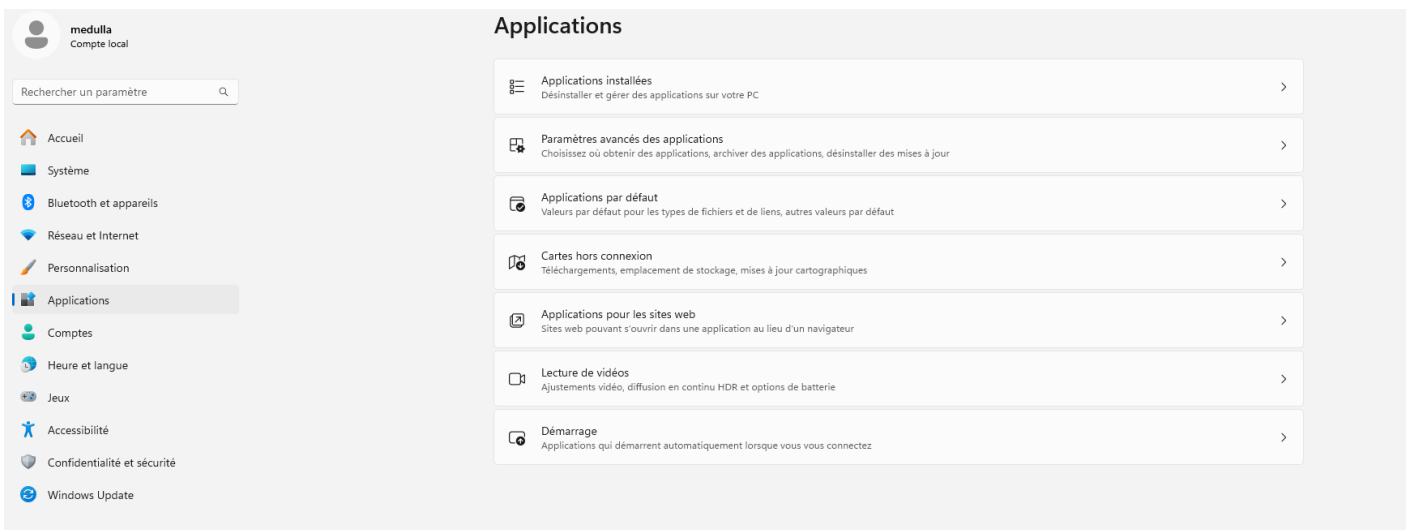 medulla
Compte local
Rechercher un paramètre
Accueil
Système
Bluetooth et appareils
Réseau et Internet
Personnalisation
Applications
Comptes
Heure et langue
Jeux
Accessibilité
Confidentialité et sécurité
Windows Update
Applications
Applications installées
Désinstaller et gérer des applications sur votre PC
Paramètres avancés des applications
Choisissez où obtenir des applications, archiver des applications, désinstaller des mises à jour
Applications par défaut
Valeurs par défaut pour les types de fichiers et de liens, autres valeurs par défaut
Cartes hors connexion
Téléchargements, emplacement de stockage, mises à jour cartographiques
Applications pour les sites web
Sites web pouvant s'ouvrir dans une application au lieu d'un navigateur
Lecture de vidéos
Ajustements vidéo, diffusion en continu HDR et options de batterie
Démarrage
Applications qui démarrent automatiquement lorsque vous vous connectez